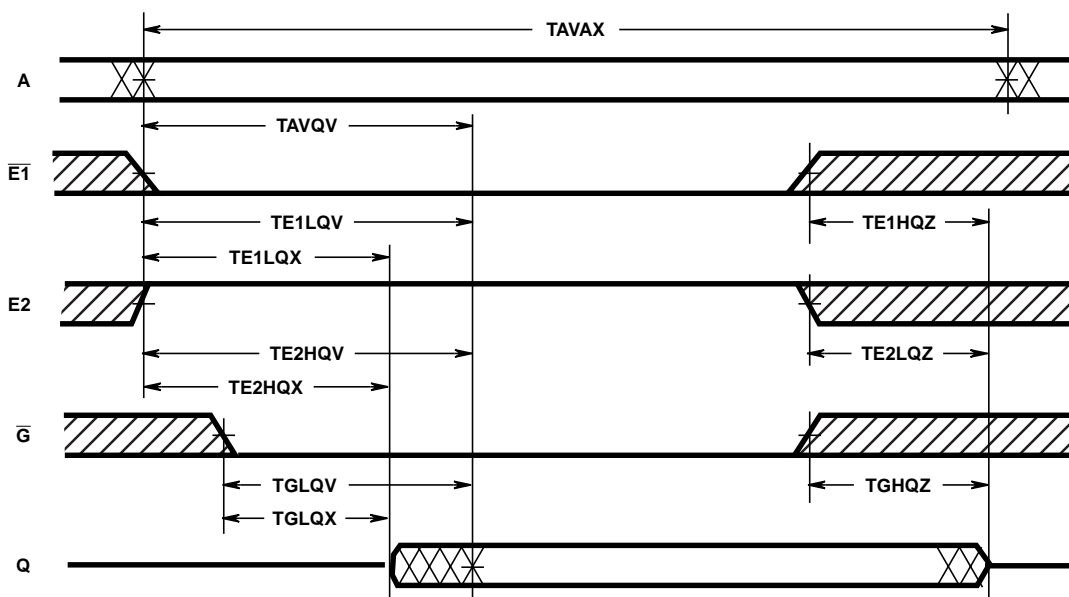 TAVAX
A
TAVQV
E1
TE1LQV
TE1HQZ
TE1LQX
E2
TE2HQV
TE2LQZ
TE2HQX
G
TGLQV
TGHQZ
TGLQX
Q